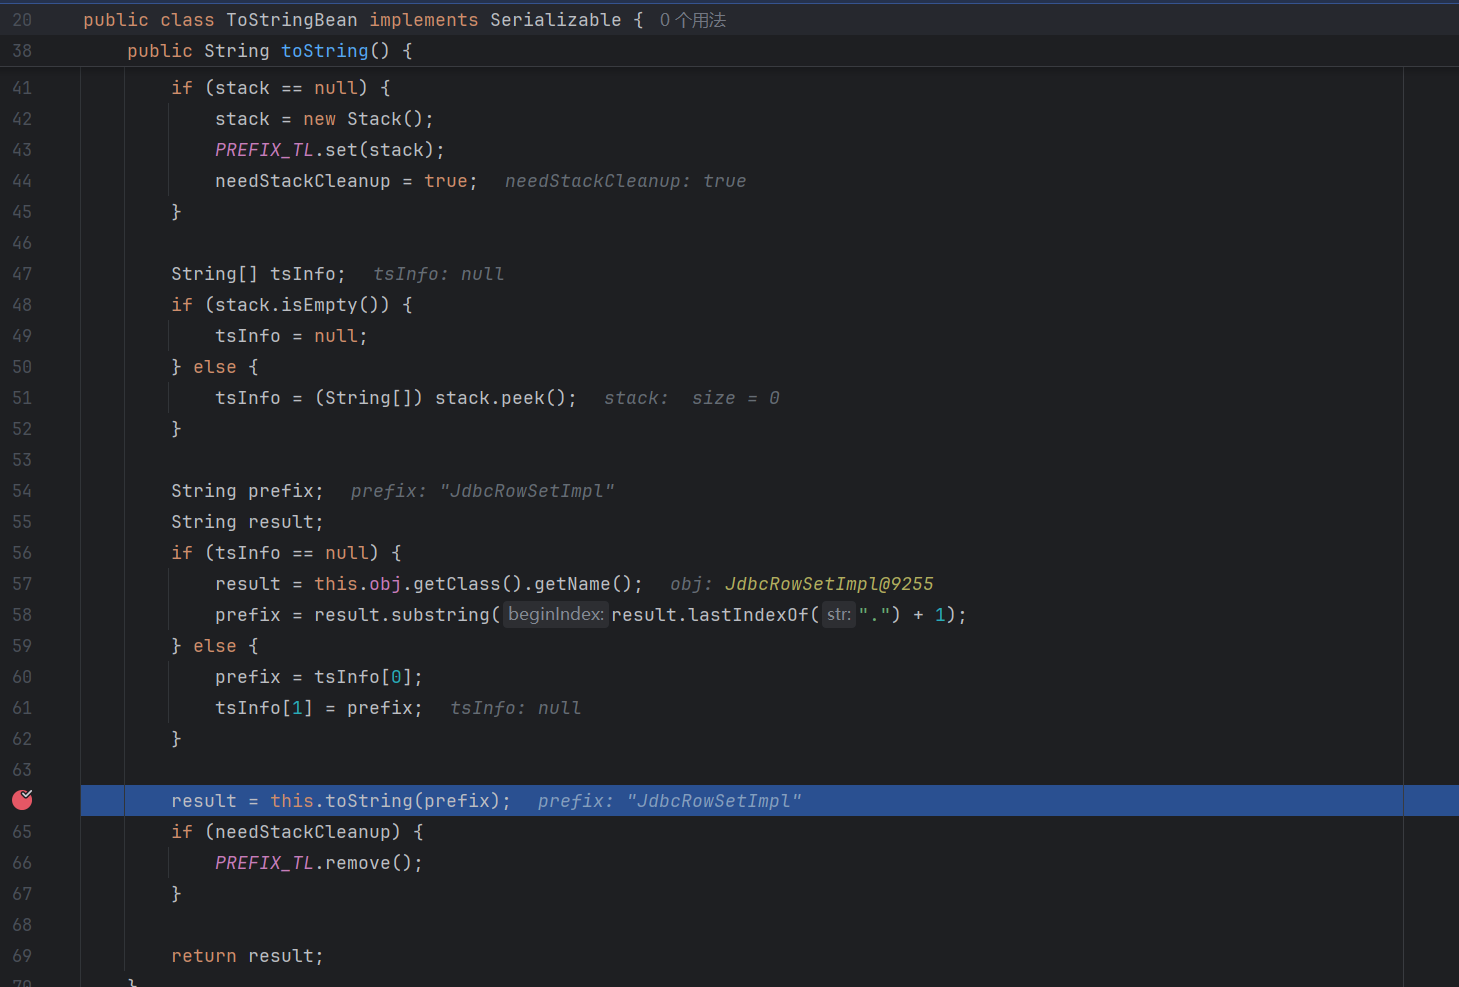 20 public class ToStringBean implements Serializable { 0 个用法
38 public String toString() {
41 if (stack == null) {
42 stack = new Stack();
43 PREFIX_TL.set(stack);
44 needStackCleanup = true; needStackCleanup: true
45 }
46
47 String[] tsInfo; tsInfo: null
48 if (stack.isEmpty()) {
49 tsInfo = null;
50 } else {
51 tsInfo = (String[]) stack.peek(); stack: size = 0
52 }
53
54 String prefix; prefix: "JdbcRowSetImpl"
55 String result;
56 if (tsInfo == null) {
57 result = this.obj.getClass().getName(); obj: JdbcRowSetImpl@9255
58 prefix = result.substring( beginIndex: result.lastIndexOf( str: ".") + 1);
59 } else {
60 prefix = tsInfo[0];
61 tsInfo[1] = prefix; tsInfo: null
62 }
63
result = this.toString(prefix); prefix: "JdbcRowSetImpl"
65 if (needStackCleanup) {
66 PREFIX_TL.remove();
67 }
68
69 return result;
70 }